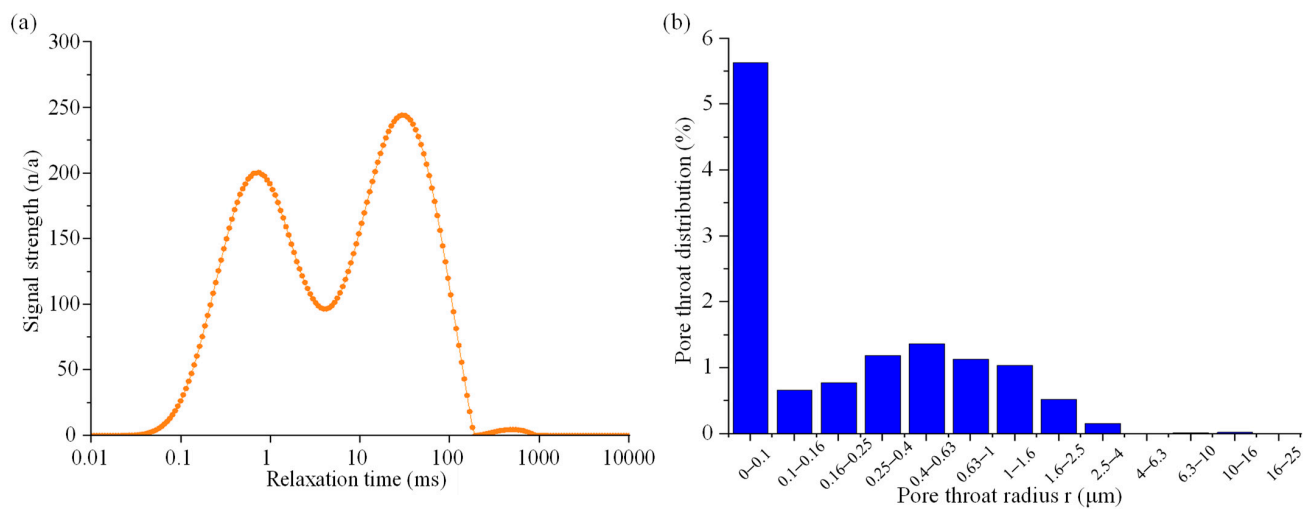 (a)
300
250
200
150
100
50
0
Signal strength (n/a)
0.01 0.1 1 10 100 1000 10000
Relaxation time (ms)
(b)
6
5
4
3
2
1
0
Pore throat distribution (%)
0–0.1 0.1–0.16 0.16–0.25 0.25–0.4 0.4–0.63 0.63–1 1–1.6 1.6–2.5 2.5–4 4–6.3 6.3–10 10–16 16–25
Pore throat radius r (μm)